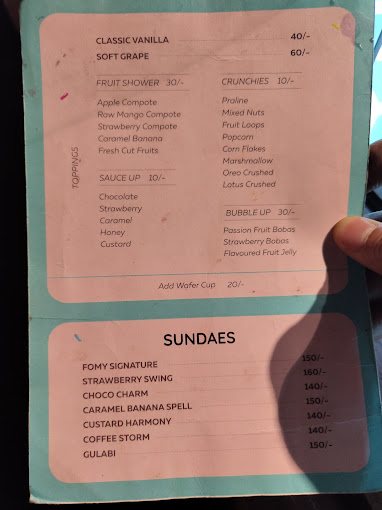 CLASSIC VANILLA 40/-
SOFT GRAPE 60/-
TOPPINGS
FRUIT SHOWER 30/-
Apple Compote
Raw Mango Compote
Strawberry Compote
Caramel Banana
Fresh Cut Fruits
SAUCE UP 10/-
Chocolate
Strawberry
Caramel
Honey
Custard
CRUNCHIES 10/-
Praline
Mixed Nuts
Fruit Loops
Popcorn
Corn Flakes
Marshmallow
Oreo Crushed
Lotus Crushed
BUBBLE UP 30/-
Passion Fruit Bobas
Strawberry Bobas
Flavoured Fruit Jelly
Add Wafer Cup 20/-
SUNDAES
FOMY SIGNATURE 150/-
STRAWBERRY SWING 160/-
CHOCO CHARM 140/-
CARAMEL BANANA SPELL 150/-
CUSTARD HARMONY 140/-
COFFEE STORM 140/-
GULABI 150/-